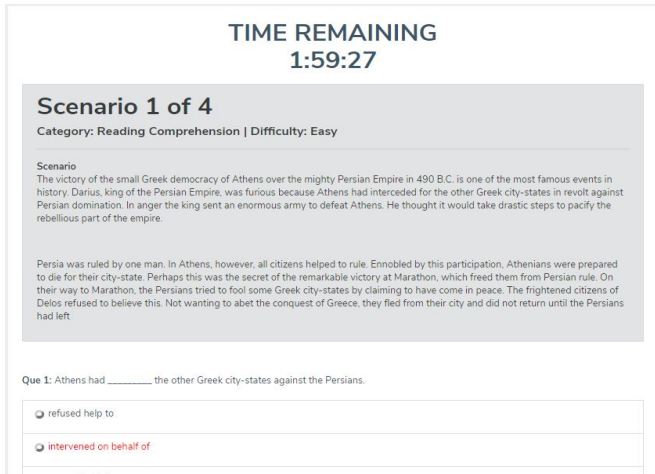 TIME REMAINING
1:59:27
Scenario 1 of 4
Category: Reading Comprehension | Difficulty: Easy
Scenario
The victory of the small Greek democracy of Athens over the mighty Persian Empire in 490 B.C. is one of the most famous events in
history. Darius, king of the Persian Empire, was furious because Athens had interceded for the other Greek city-states in revolt against
Persian domination. In anger the king sent an enormous army to defeat Athens. He thought it would take drastic steps to pacify the
rebellious part of the empire.
Persia was ruled by one man. In Athens, however, all citizens helped to rule. Ennobled by this participation, Athenians were prepared
to die for their city-state. Perhaps this was the secret of the remarkable victory at Marathon, which freed them from Persian rule. On
their way to Marathon, the Persians tried to fool some Greek city-states by claiming to have come in peace. The frightened citizens of
Delos refused to believe this. Not wanting to abet the conquest of Greece, they fled from their city and did not return until the Persians
had left
Que 1: Athens had _________ the other Greek city-states against the Persians.
refused help to
intervened on behalf of